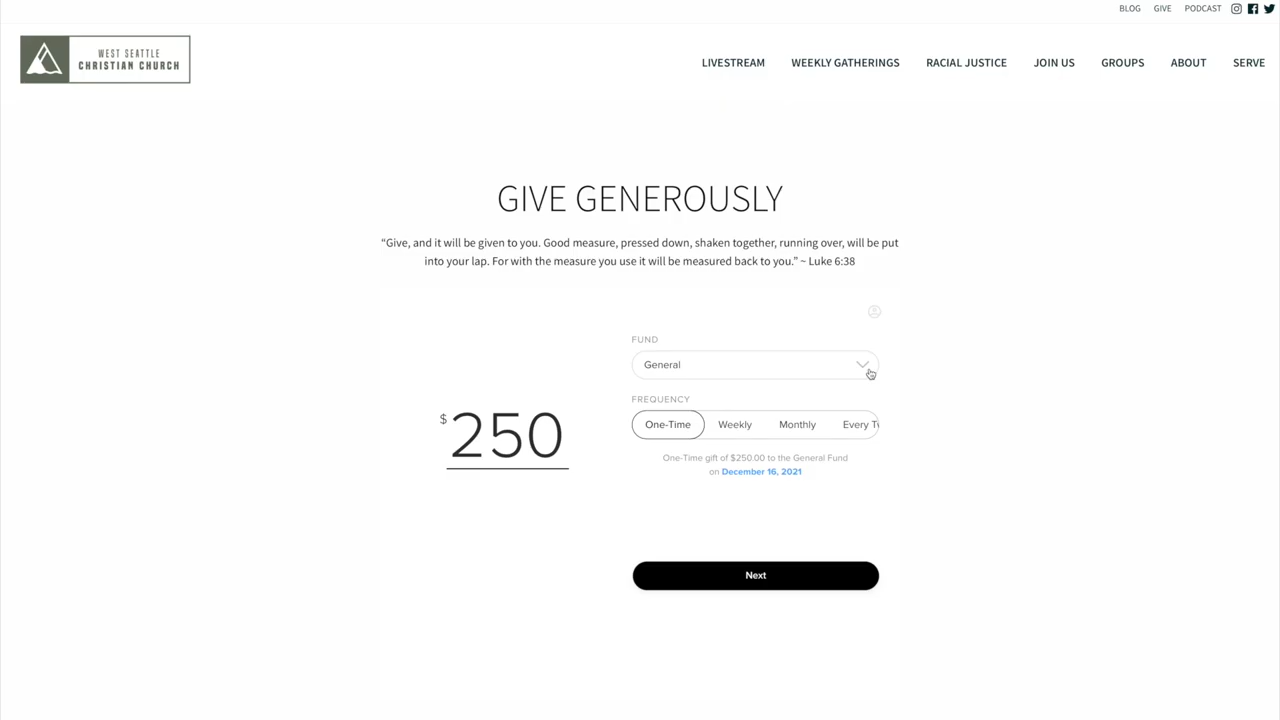 BLOG GIVE PODCAST
WEST SEATTLE
CHRISTIAN CHURCH
LIVESTREAM WEEKLY GATHERINGS RACIAL JUSTICE JOIN US GROUPS ABOUT SERVE
GIVE GENEROUSLY
“Give, and it will be given to you. Good measure, pressed down, shaken together, running over, will be put
into your lap. For with the measure you use it will be measured back to you.” ~ Luke 6:38
$250
FUND
General
FREQUENCY
One-Time Weekly Monthly Every
One-Time gift of $250.00 to the General Fund
on December 16, 2021
Next